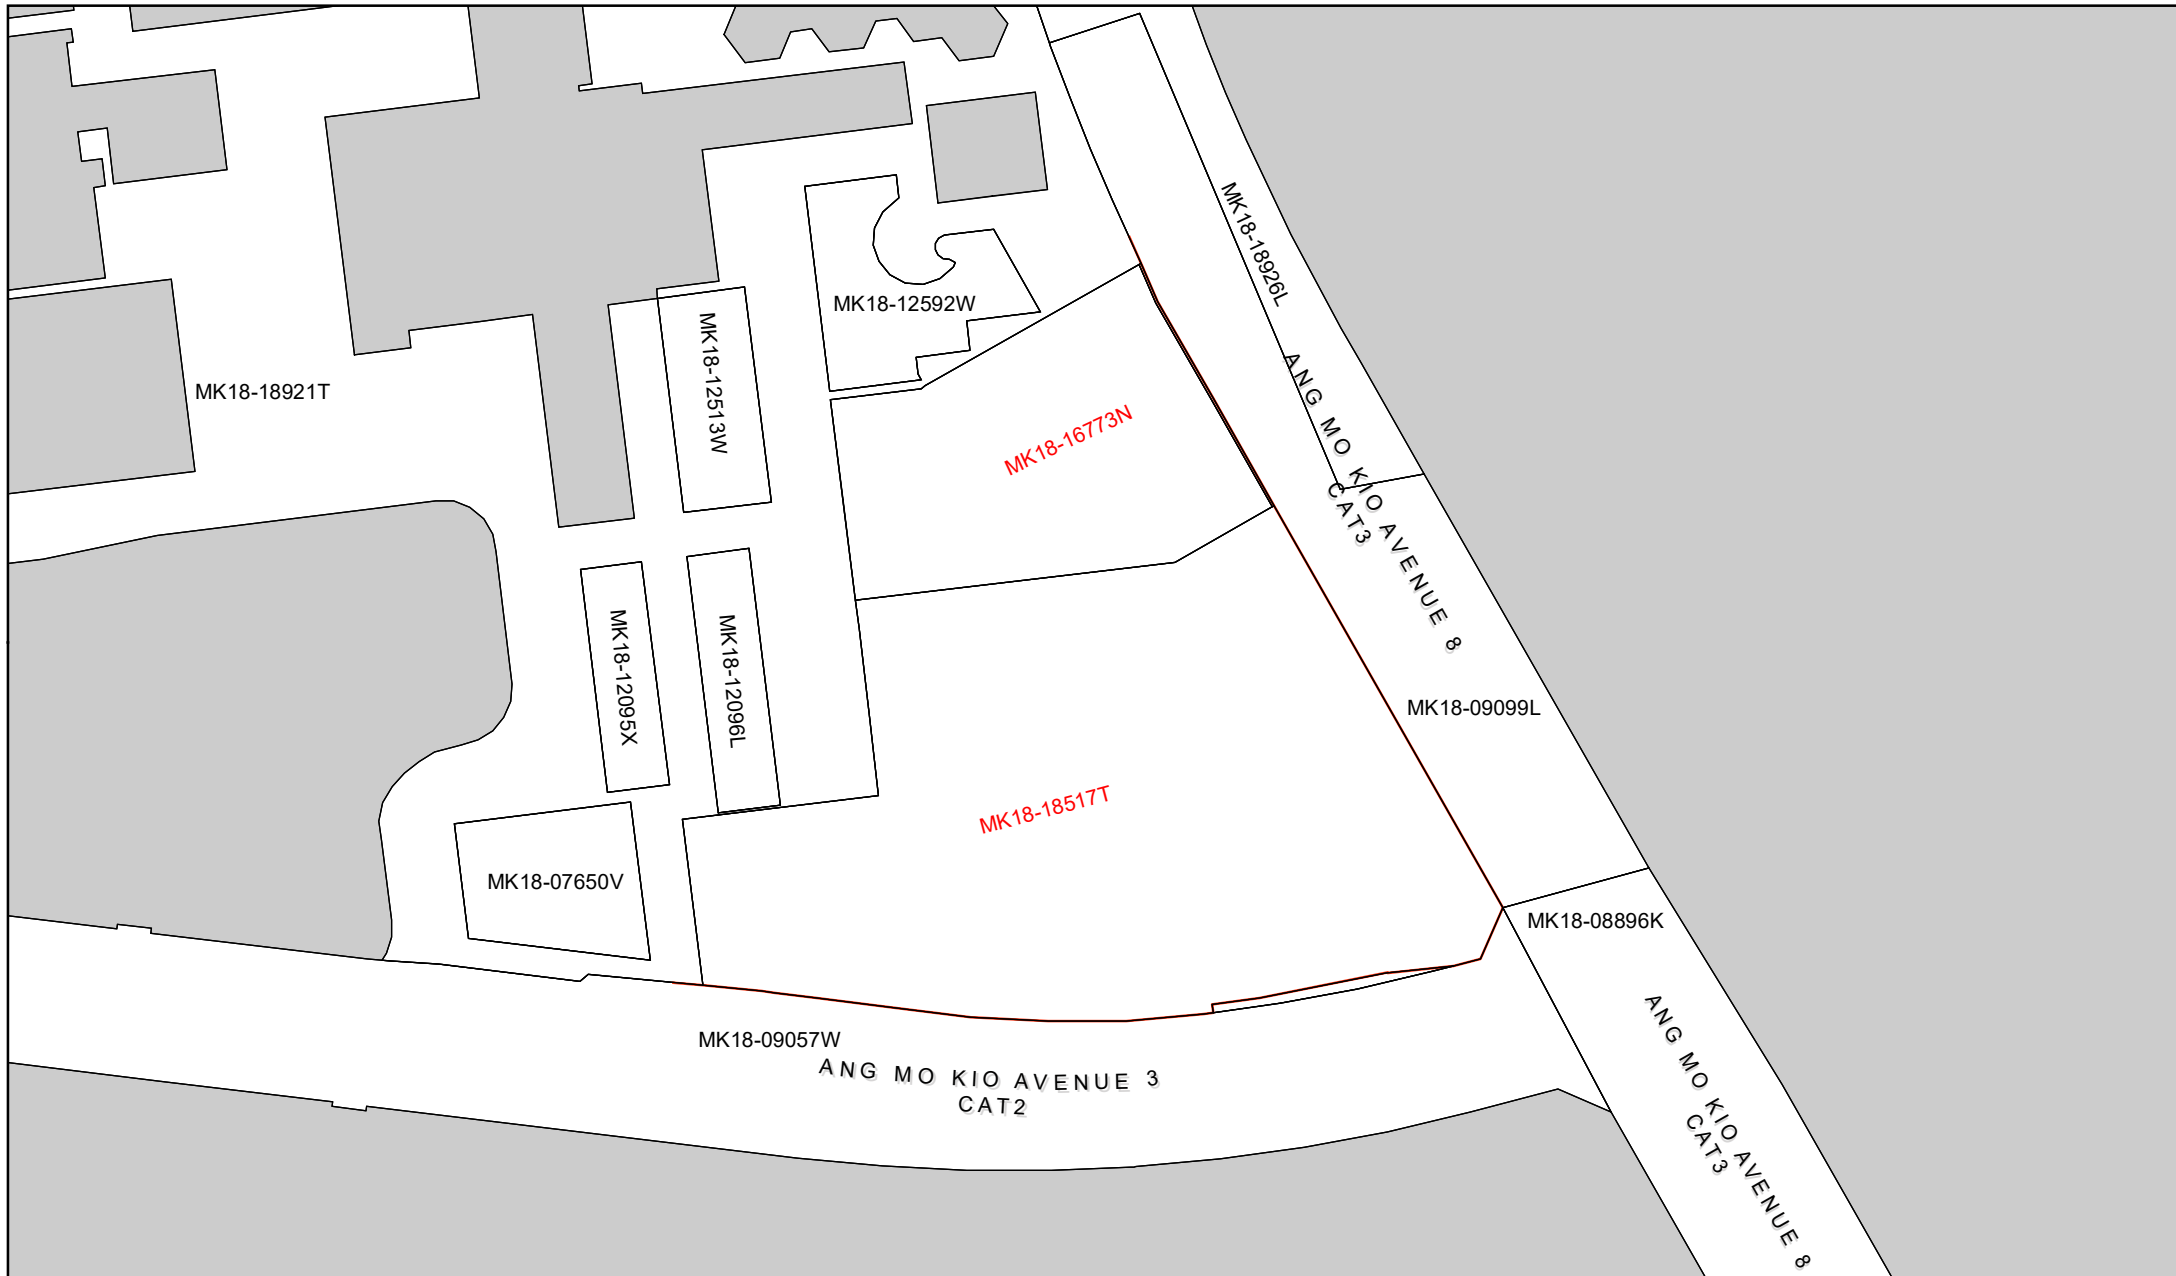 MK18-18926L
MK18-12592W
MK18-12513W
MK18-18921T
MK18-16773N
ANG MO KIO AVENUE 8
CAT3
MK18-12095X
MK18-12096L
MK18-09099L
MK18-18517T
MK18-07650V
MK18-08896K
MK18-09057W
ANG MO KIO AVENUE 3
CAT2
ANG MO KIO AVENUE 8
CAT3